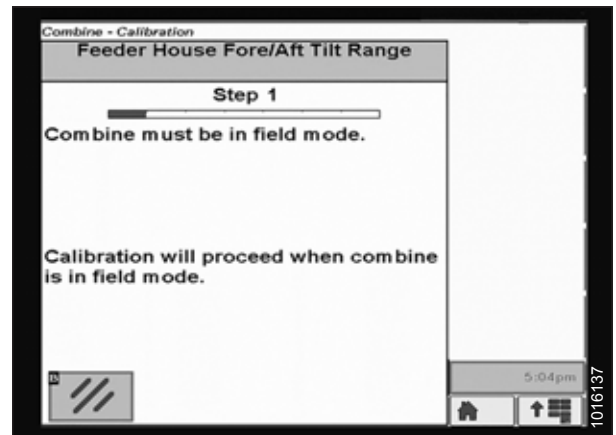 Combine - Calibration
Feeder House Fore/Aft Tilt Range
Step 1
Combine must be in field mode.
Calibration will proceed when combine
is in field mode.
5:04pm
1016137